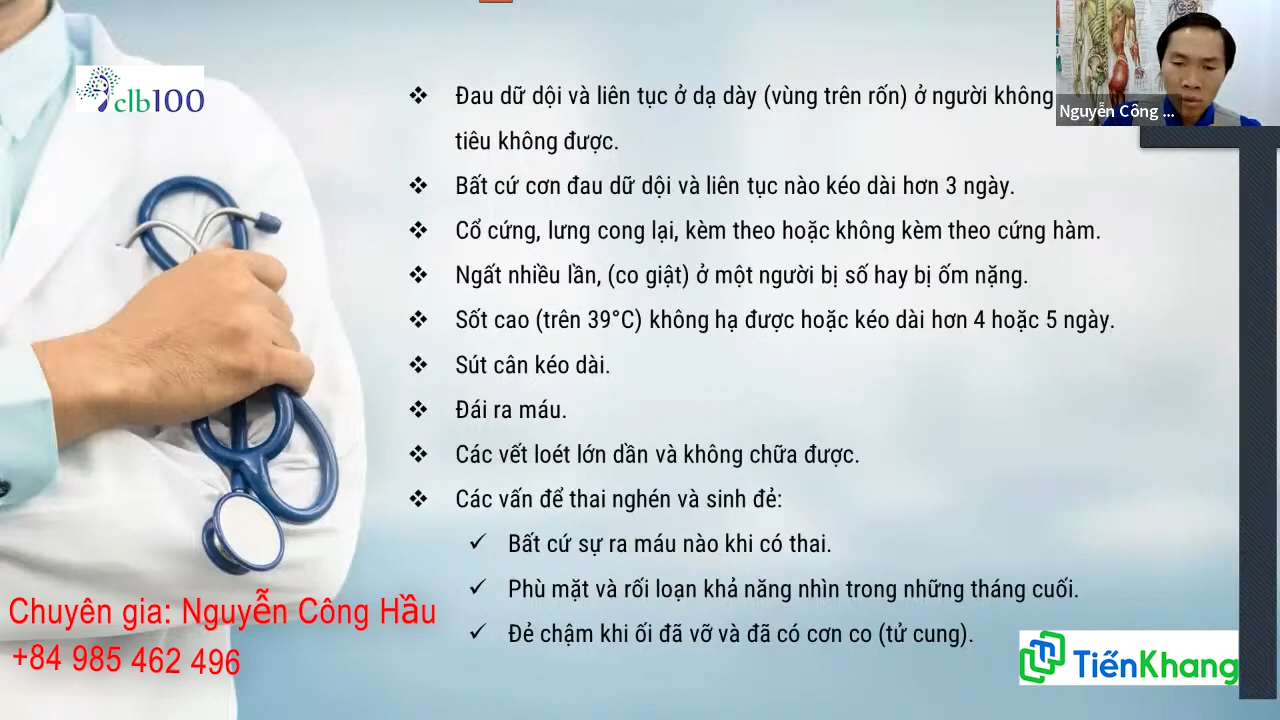 clb100
❖ Đau dữ dội và liên tục ở dạ dày (vùng trên rốn) ở người không
tiêu không được.
❖ Bất cứ cơn đau dữ dội và liên tục nào kéo dài hơn 3 ngày.
❖ Cổ cứng, lưng cong lại, kèm theo hoặc không kèm theo cứng hàm.
❖ Ngất nhiều lần, (co giật) ở một người bị số hay bị ốm nặng.
❖ Sốt cao (trên 39°C) không hạ được hoặc kéo dài hơn 4 hoặc 5 ngày.
❖ Sút cân kéo dài.
❖ Đái ra máu.
❖ Các vết loét lớn dần và không chữa được.
❖ Các vấn để thai nghén và sinh đẻ:
✓ Bất cứ sự ra máu nào khi có thai.
✓ Phù mặt và rối loạn khả năng nhìn trong những tháng cuối.
✓ Đẻ chậm khi ối đã vỡ và đã có cơn co (tử cung).
Nguyễn Công ...
Chuyên gia: Nguyễn Công Hầu
+84 985 462 496
TiếnKhang